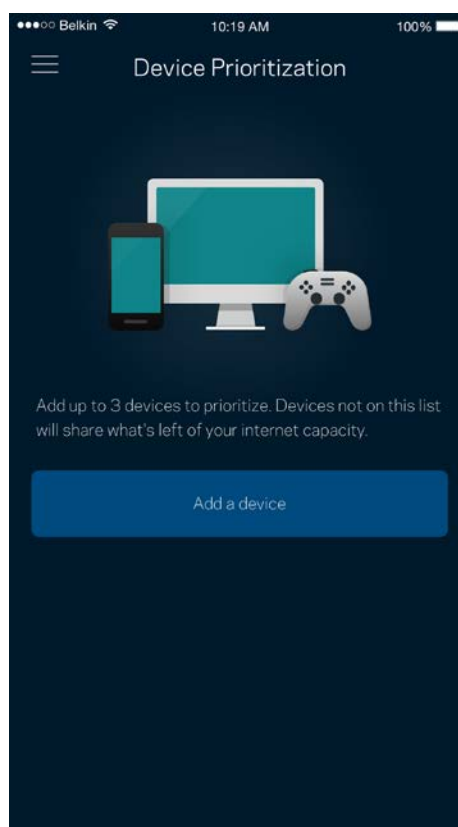 Belkin 10:19 AM 100%
Device Prioritization
Add up to 3 devices to prioritize. Devices not on this list
will share what's left of your internet capacity.
Add a device